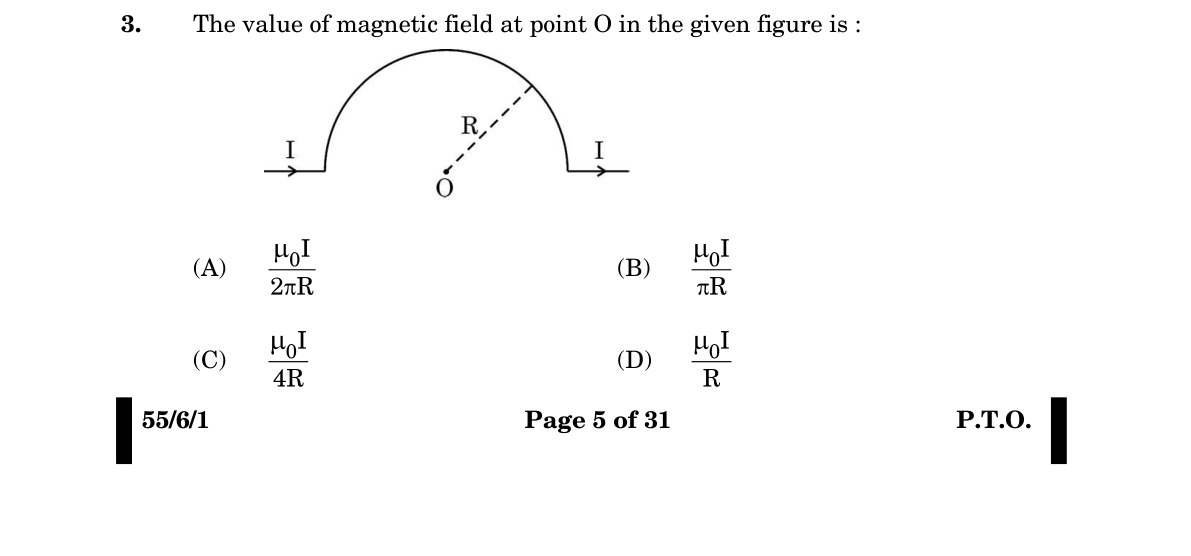 3. The value of magnetic field at point O in the given figure is :
R
I
I
O
(A) μ₀I/2πR (B) μ₀I/πR
(C) μ₀I/4R (D) μ₀I/R
55/6/1 Page 5 of 31 P.T.O.